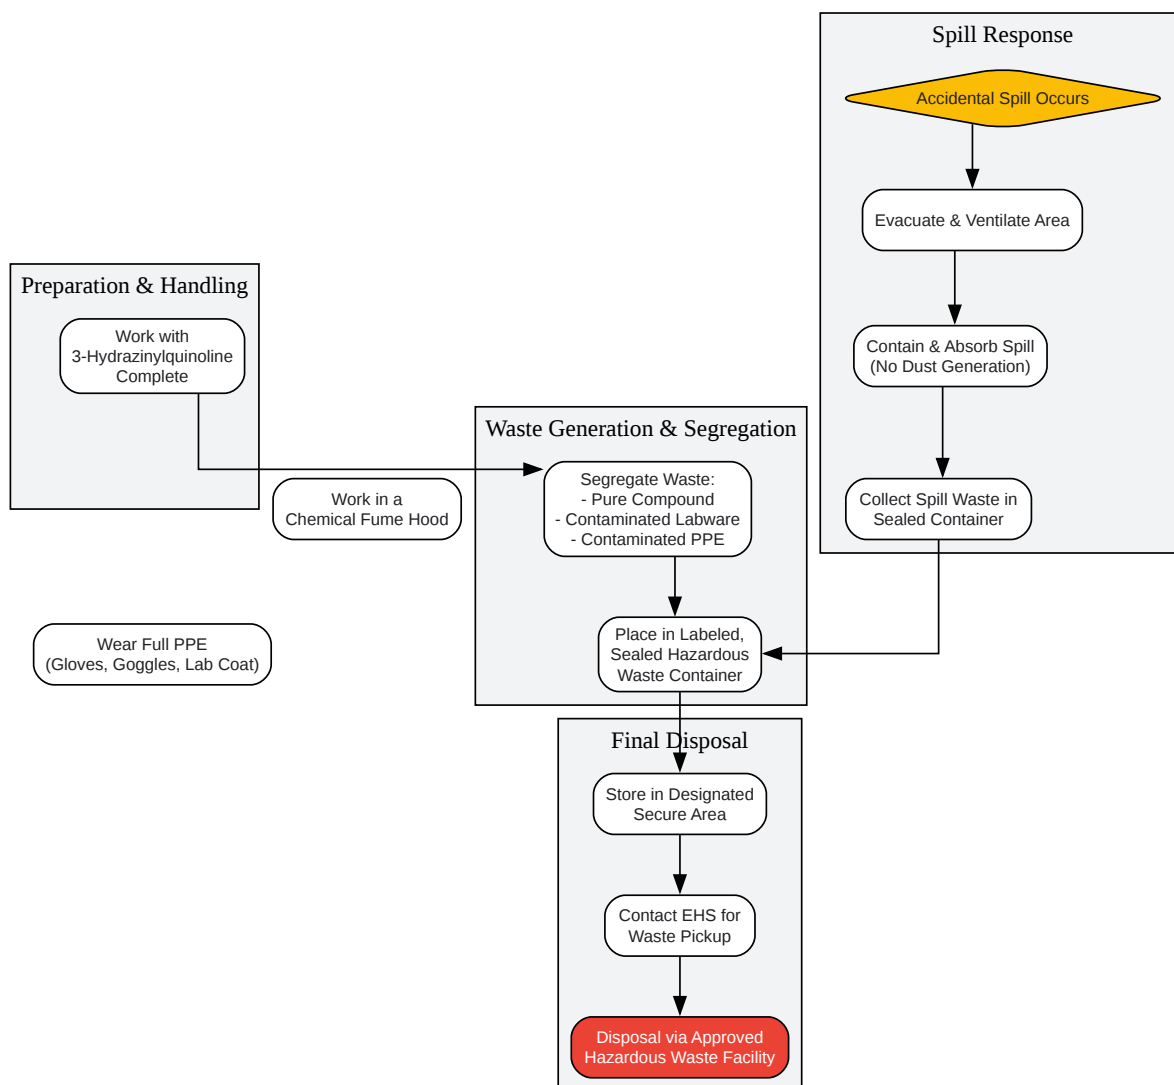 Spill Response
Accidental Spill Occurs
Evacuate & Ventilate Area
Contain & Absorb Spill
(No Dust Generation)
Collect Spill Waste in
Sealed Container
Preparation & Handling
Work with
3-Hydrazinylquinoline
Complete
Work in a
Chemical Fume Hood
Wear Full PPE
(Gloves, Goggles, Lab Coat)
Waste Generation & Segregation
Segregate Waste:
- Pure Compound
- Contaminated Labware
- Contaminated PPE
Place in Labeled,
Sealed Hazardous
Waste Container
Final Disposal
Store in Designated
Secure Area
Contact EHS for
Waste Pickup
Disposal via Approved
Hazardous Waste Facility